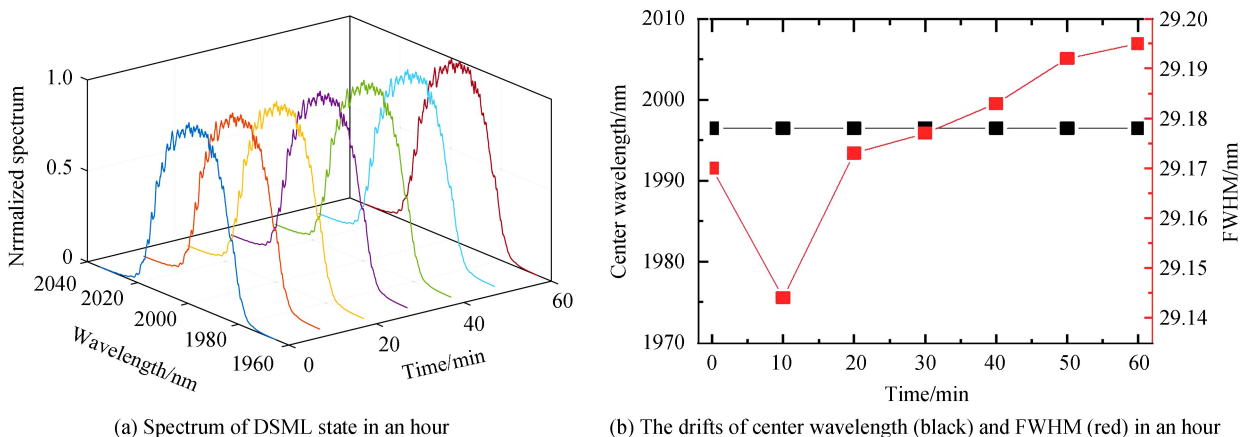 1.0
0.5
0
Nrrmalized spectrum
2040
2020
2000
1980
1960
Wavelength/nm
0
20
40
60
Time/min
(a) Spectrum of DSML state in an hour
2010
2000
1990
1980
1970
Center wavelength/nm
0 10 20 30 40 50 60
Time/min
29.20
29.19
29.18
29.17
29.16
29.15
29.14
FWHM/nm
(b) The drifts of center wavelength (black) and FWHM (red) in an hour